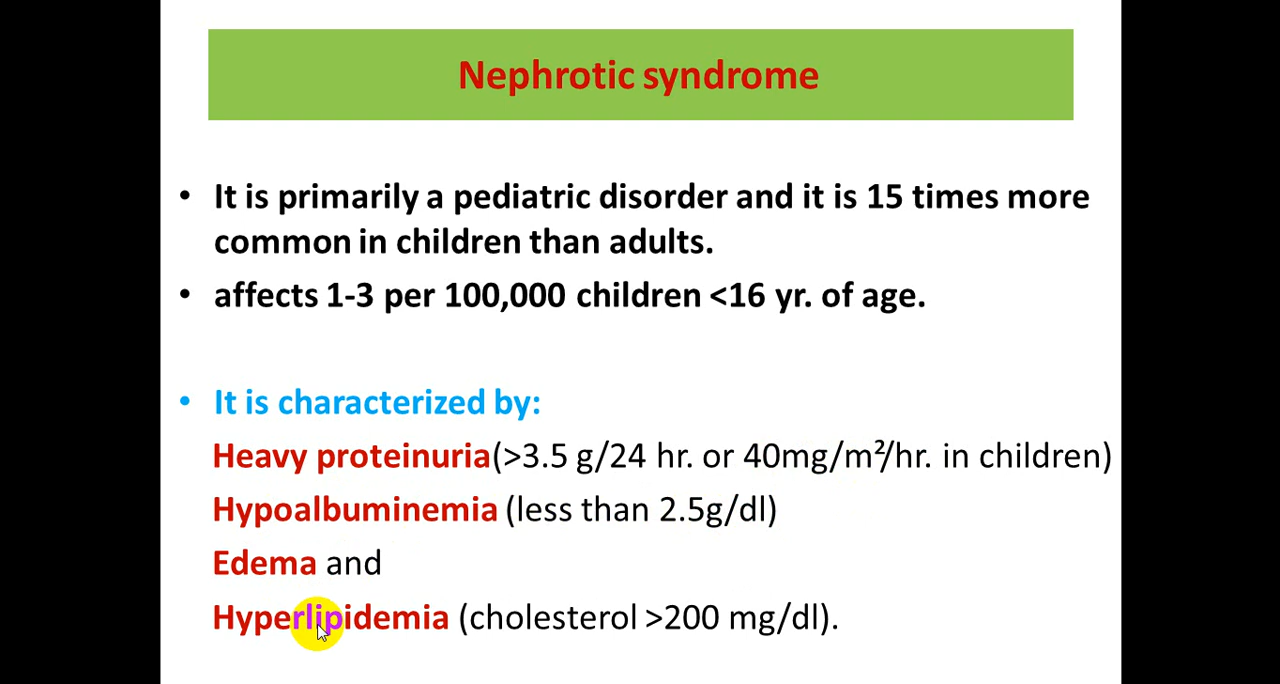 Nephrotic syndrome
• It is primarily a pediatric disorder and it is 15 times more
common in children than adults.
• affects 1-3 per 100,000 children <16 yr. of age.
• It is characterized by:
Heavy proteinuria(>3.5 g/24 hr. or 40mg/m²/hr. in children)
Hypoalbuminemia (less than 2.5g/dl)
Edema and
Hyperlipidemia (cholesterol >200 mg/dl).